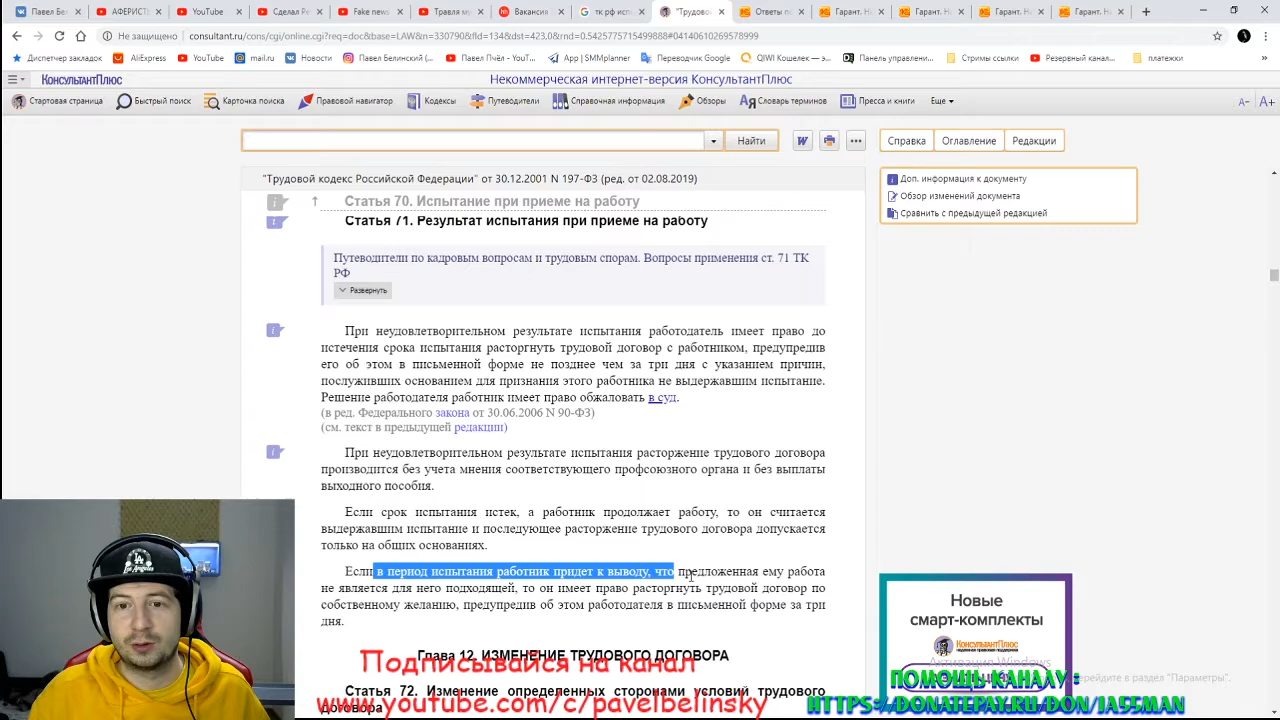 Павел Бел
АФЕРИСТЬ
Сделал Ре
Fake news
Травля му
Вакансия
тк рф исп
"Трудово
Ответы по
Гарант. Н
Гарант. Н
Гарант. Н
Гарант. Н
Не защищено | consultant.ru/cons/cgi/online.cgi?req=doc&base=LAW&n=330790&fld=134&dst=423,0&rnd=0.5425775715499888#04140610269578999
Диспетчер закладок
AliExpress
YouTube
@mail.ru
Новости
Павел Белинский (...
Павел Пчёл - YouT...
App | SMMplanner
Переводчик Google
QIWI Кошелек — э...
Панель управлени...
Стримы ссылки
Резервный канал...
платежки
КонсультантПлюс
Некоммерческая интернет-версия КонсультантПлюс
Стартовая страница
Быстрый поиск
Карточка поиска
Правовой навигатор
Кодексы
Путеводители
Справочная информация
Обзоры
Словарь терминов
Пресса и книги
Еще
A-
A+
Найти
Справка
Оглавление
Редакции
"Трудовой кодекс Российской Федерации" от 30.12.2001 N 197-ФЗ (ред. от 02.08.2019)
Доп. информация к документу
Обзор изменений документа
Сравнить с предыдущей редакцией
Статья 70. Испытание при приеме на работу
Статья 71. Результат испытания при приеме на работу
Путеводители по кадровым вопросам и трудовым спорам. Вопросы применения ст. 71 ТК
РФ
Развернуть
При неудовлетворительном результате испытания работодатель имеет право до
истечения срока испытания расторгнуть трудовой договор с работником, предупредив
его об этом в письменной форме не позднее чем за три дня с указанием причин,
послуживших основанием для признания этого работника не выдержавшим испытание.
Решение работодателя работник имеет право обжаловать в суд.
(в ред. Федерального закона от 30.06.2006 N 90-ФЗ)
(см. текст в предыдущей редакции)
При неудовлетворительном результате испытания расторжение трудового договора
производится без учета мнения соответствующего профсоюзного органа и без выплаты
выходного пособия.
Если срок испытания истек, а работник продолжает работу, то он считается
выдержавшим испытание и последующее расторжение трудового договора допускается
только на общих основаниях.
Если в период испытания работник придет к выводу, что предложенная ему работа
не является для него подходящей, то он имеет право расторгнуть трудовой договор по
собственному желанию, предупредив об этом работодателя в письменной форме за три
дня.
Глава 12. ИЗМЕНЕНИЕ ТРУДОВОГО ДОГОВОРА
Статья 72. Изменение определенных сторонами условий трудового
договора
Новые
смарт-комплекты
КонсультантПлюс
Активация Windows
перейдите в раздел "Параметры".
Подписывайся на канал
www.youtube.com/c/pavelbelinsky
ПОМОЩЬ КАНАЛУ
HTTPS://DONATEPAY.RU/DON/JASSMAN
LA